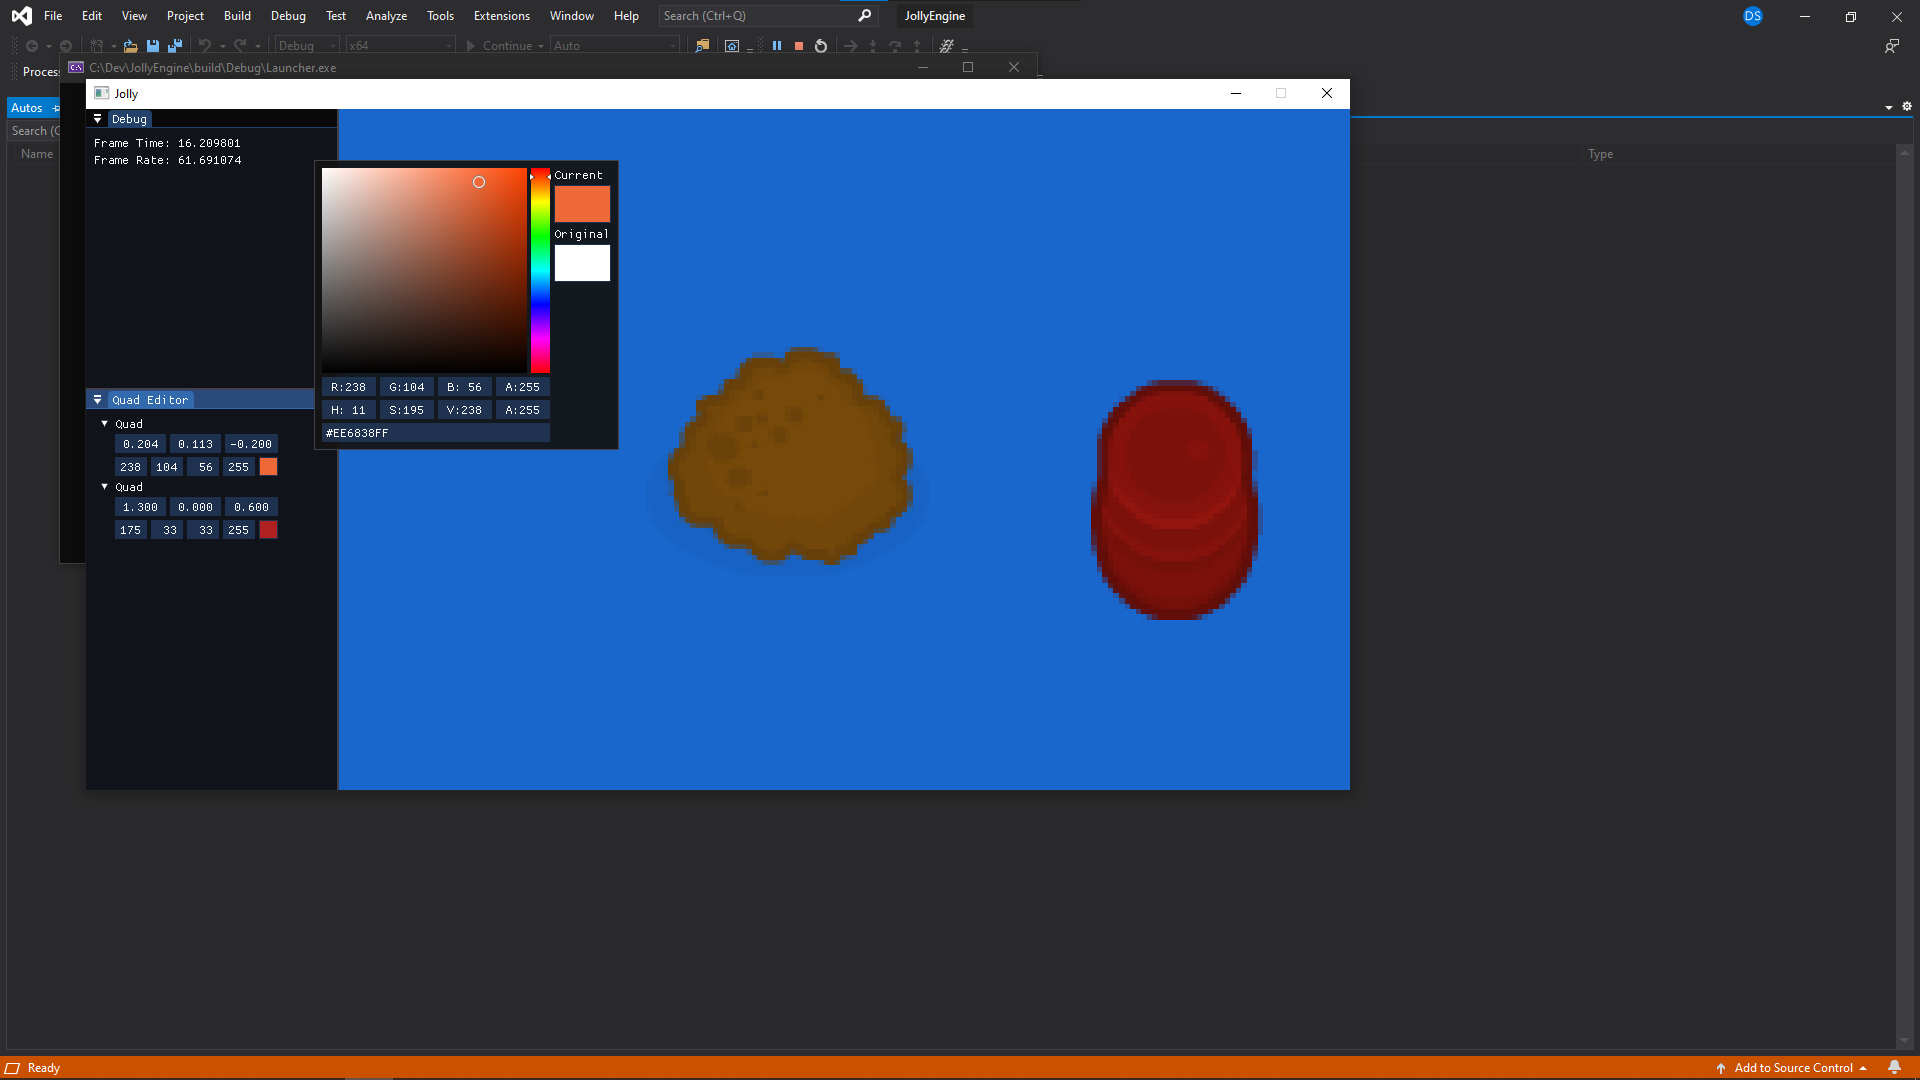 File Edit View Project Build Debug Test Analyze Tools Extensions Window Help Search (Ctrl+Q) JollyEngine DS
Debug x64 Continue Auto
Process
C:\Dev\JollyEngine\build\Debug\Launcher.exe
Jolly
Autos
Search (C
Name
Type
Debug
Frame Time: 16.209801
Frame Rate: 61.691074
Current
Original
R:238 G:104 B: 56 A:255
H: 11 S:195 V:238 A:255
#EE6838FF
Quad Editor
Quad
0.204 0.113 -0.200
238 104 56 255
Quad
1.300 0.000 0.600
175 33 33 255
Ready
Add to Source Control